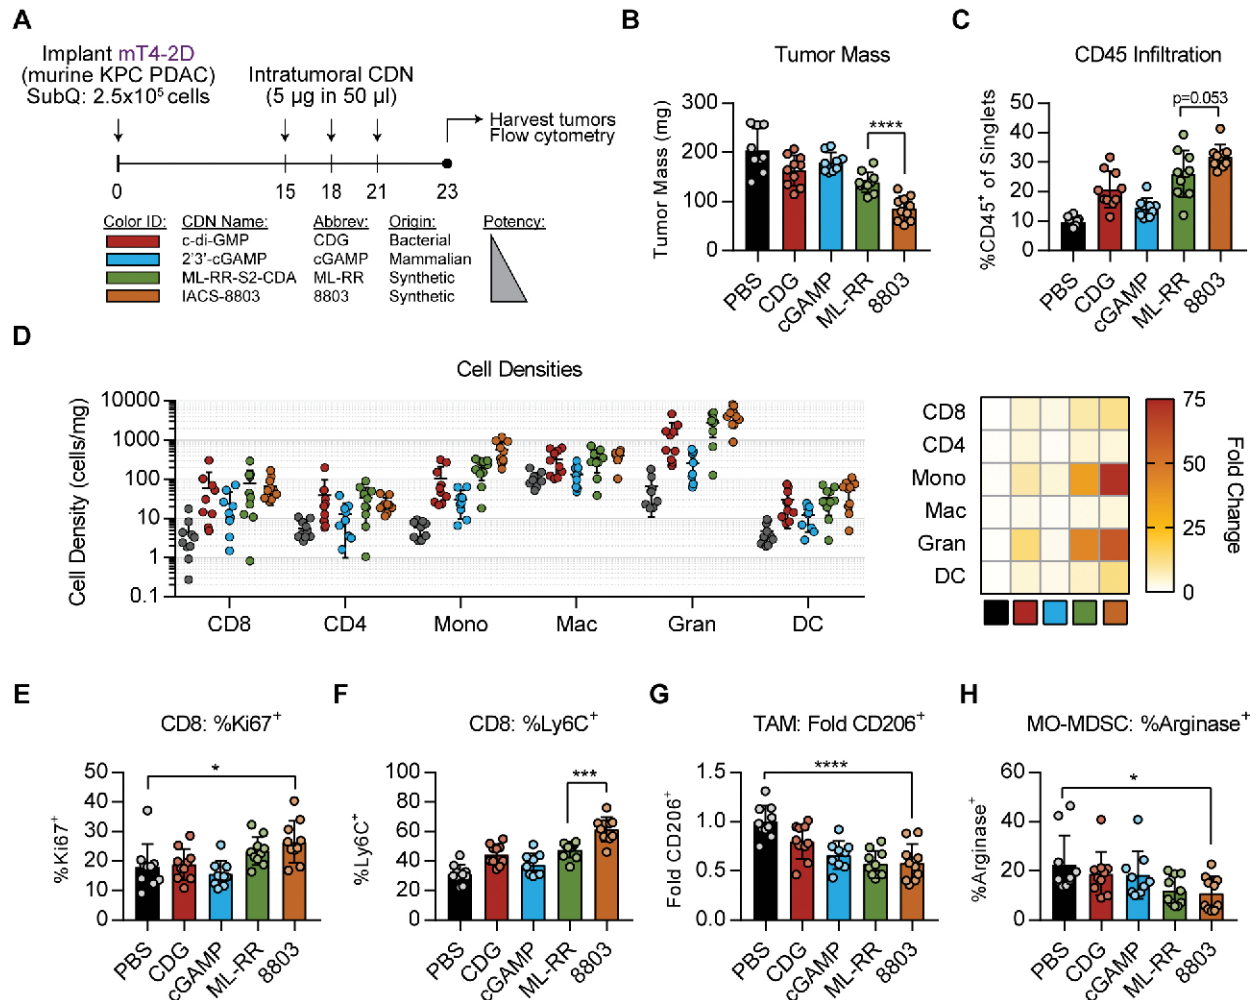 A
Implant mT4-2D
(murine KPC PDAC)
SubQ: 2.5x10⁵ cells
Intratumoral CDN
(5 µg in 50 µl)
Harvest tumors
Flow cytometry
0 15 18 21 23
Color ID: CDN Name: Abbrev: Origin: Potency:
c-di-GMP CDG Bacterial
2'3'-cGAMP cGAMP Mammalian
ML-RR-S2-CDA ML-RR Synthetic
IACS-8803 8803 Synthetic
B
Tumor Mass
Tumor Mass (mg)
300
200
100
0
****
PBS CDG cGAMP ML-RR 8803
C
CD45 Infiltration
%CD45⁺ of Singlets
50
40
30
20
10
0
p=0.053
PBS CDG cGAMP ML-RR 8803
D
Cell Densities
Cell Density (cells/mg)
10000
1000
100
10
1
0.1
CD8 CD4 Mono Mac Gran DC
CD8
CD4
Mono
Mac
Gran
DC
75
50
25
0
Fold Change
E
CD8: %Ki67⁺
%Ki67⁺
50
40
30
20
10
0
*
PBS CDG cGAMP ML-RR 8803
F
CD8: %Ly6C⁺
%Ly6C⁺
100
80
60
40
20
0
***
PBS CDG cGAMP ML-RR 8803
G
TAM: Fold CD206⁺
Fold CD206⁺
1.5
1.0
0.5
0.0
****
PBS CDG cGAMP ML-RR 8803
H
MO-MDSC: %Arginase⁺
%Arginase⁺
60
40
20
0
*
PBS CDG cGAMP ML-RR 8803